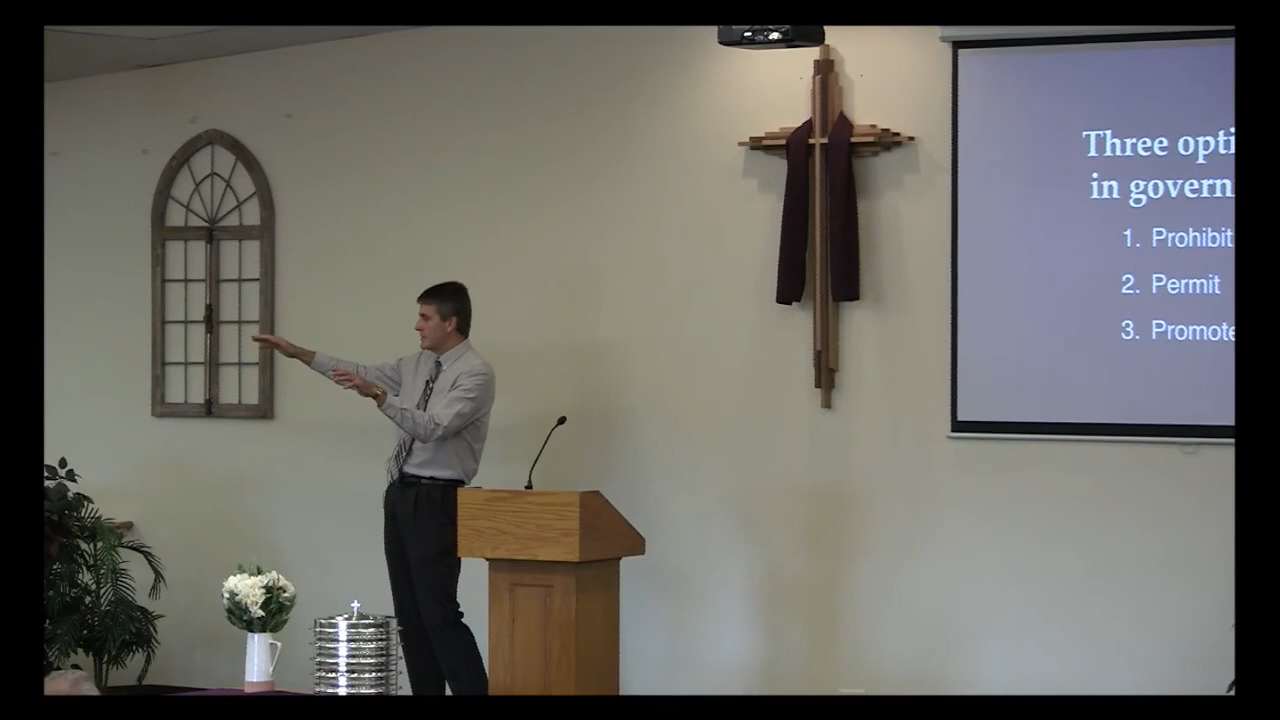 Three opti
in govern
1. Prohibit
2. Permit
3. Promote